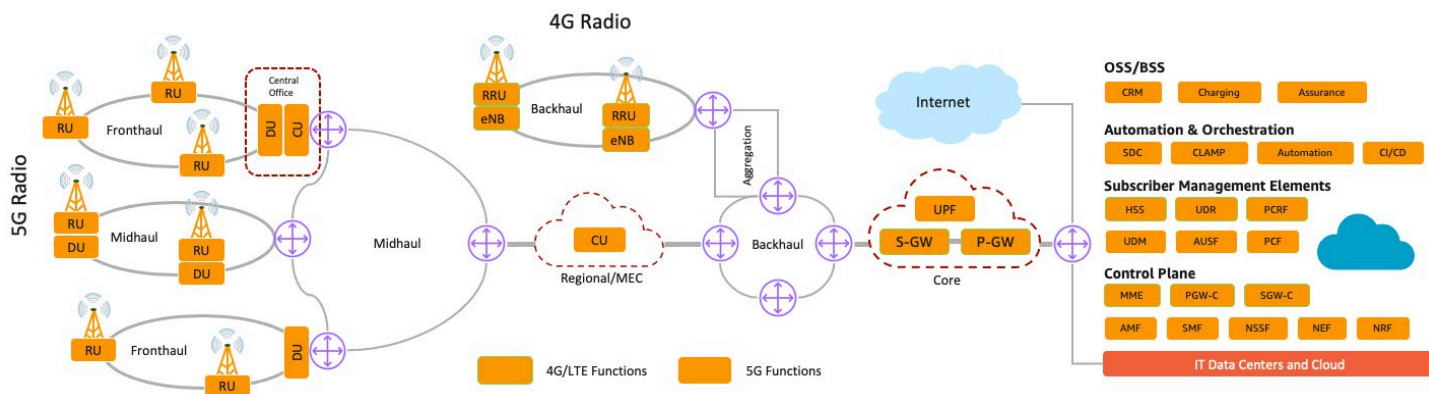 4G Radio
5G Radio
RU
RU
Fronthaul
RU
Central
Office
DU
CU
RU
DU
Midhaul
RU
DU
RU
Fronthaul
RU
DU
Midhaul
RRU
eNB
Backhaul
RRU
eNB
Aggregation
CU
Regional/MEC
Backhaul
Internet
UPF
S-GW
P-GW
Core
4G/LTE Functions
5G Functions
OSS/BSS
CRM
Charging
Assurance
Automation & Orchestration
SDC
CLAMP
Automation
CI/CD
Subscriber Management Elements
HSS
UDR
PCRF
UDM
AUSF
PCF
Control Plane
MME
PGW-C
SGW-C
AMF
SMF
NSSF
NEF
NRF
IT Data Centers and Cloud